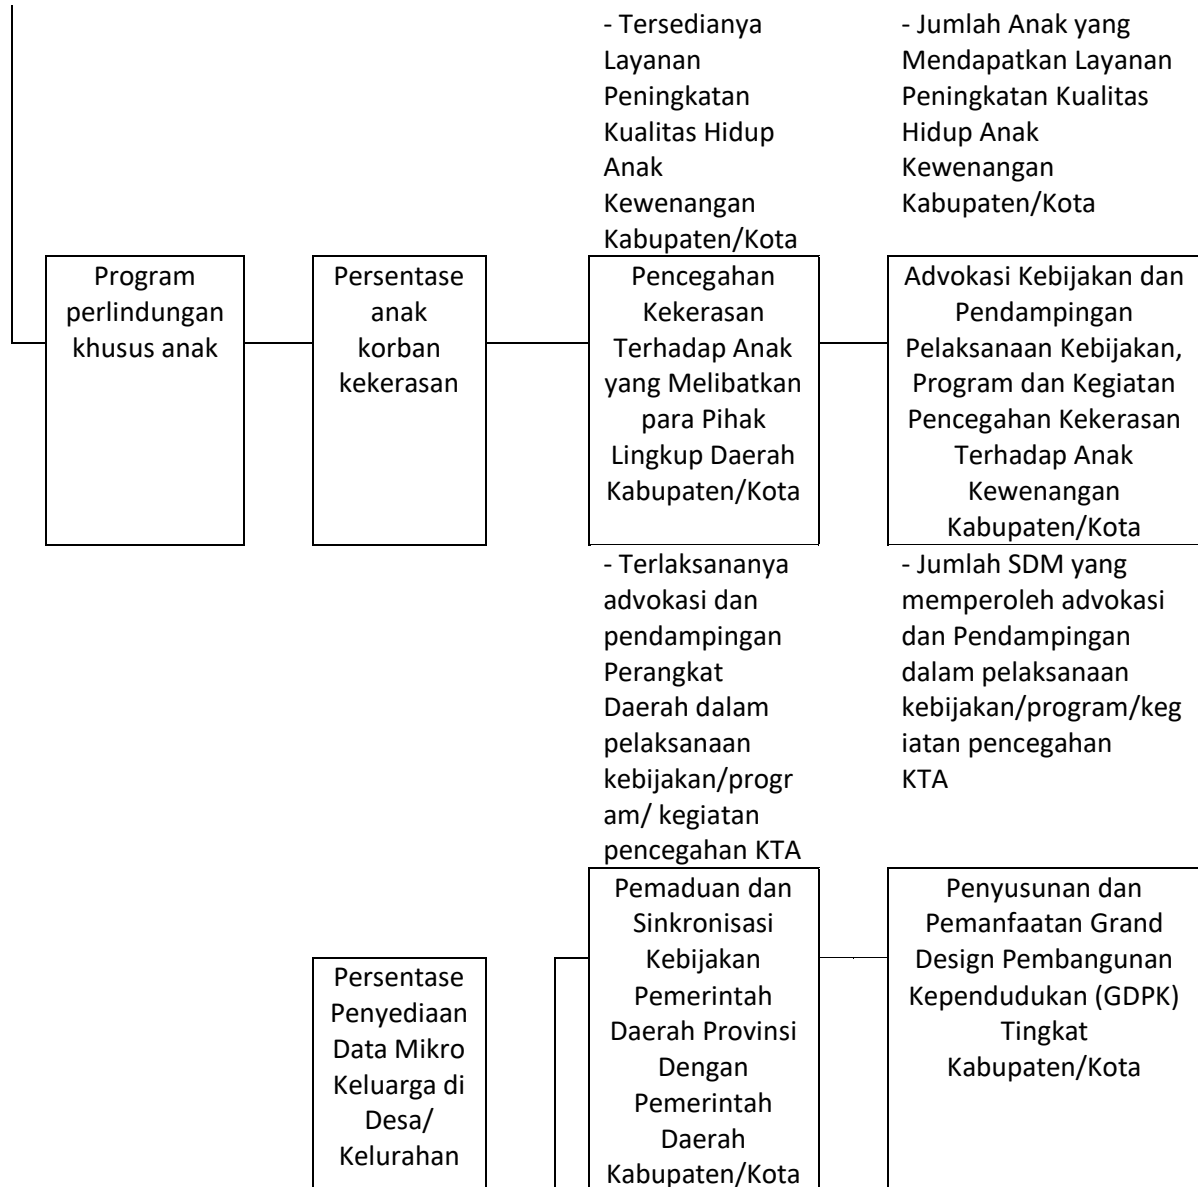 - Tersedianya
Layanan
Peningkatan
Kualitas Hidup
Anak
Kewenangan
Kabupaten/Kota
- Jumlah Anak yang
Mendapatkan Layanan
Peningkatan Kualitas
Hidup Anak
Kewenangan
Kabupaten/Kota
Program
perlindungan
khusus anak
Persentase
anak
korban
kekerasan
Pencegahan
Kekerasan
Terhadap Anak
yang Melibatkan
para Pihak
Lingkup Daerah
Kabupaten/Kota
Advokasi Kebijakan dan
Pendampingan
Pelaksanaan Kebijakan,
Program dan Kegiatan
Pencegahan Kekerasan
Terhadap Anak
Kewenangan
Kabupaten/Kota
- Terlaksananya
advokasi dan
pendampingan
Perangkat
Daerah dalam
pelaksanaan
kebijakan/progr
am/ kegiatan
pencegahan KTA
- Jumlah SDM yang
memperoleh advokasi
dan Pendampingan
dalam pelaksanaan
kebijakan/program/keg
iatan pencegahan
KTA
Persentase
Penyediaan
Data Mikro
Keluarga di
Desa/
Kelurahan
Pemaduan dan
Sinkronisasi
Kebijakan
Pemerintah
Daerah Provinsi
Dengan
Pemerintah
Daerah
Kabupaten/Kota
Penyusunan dan
Pemanfaatan Grand
Design Pembangunan
Kependudukan (GDPK)
Tingkat
Kabupaten/Kota